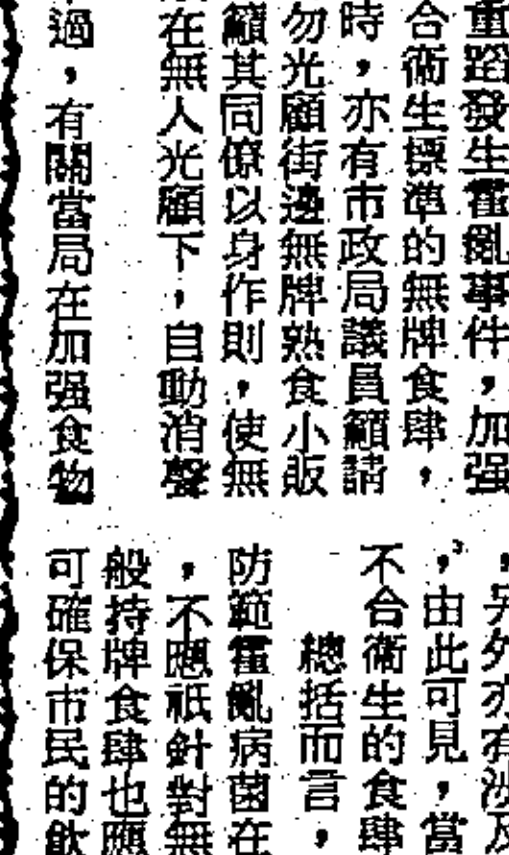 重蹈發生霍亂事件，加强
合衞生標準的無牌食肆，
時，亦有市政局議員籲請
勿光顧街邊無牌熟食小販
籲其同僚以身作則，使無
在無人光顧下，自動消聲
過，有關當局在加强食物
，另外亦有涉及
，由此可見，當
不合衞生的食肆
總括而言，
防範霍亂病菌在
，不應祇針對無
般持牌食肆也應
可確保市民的飲